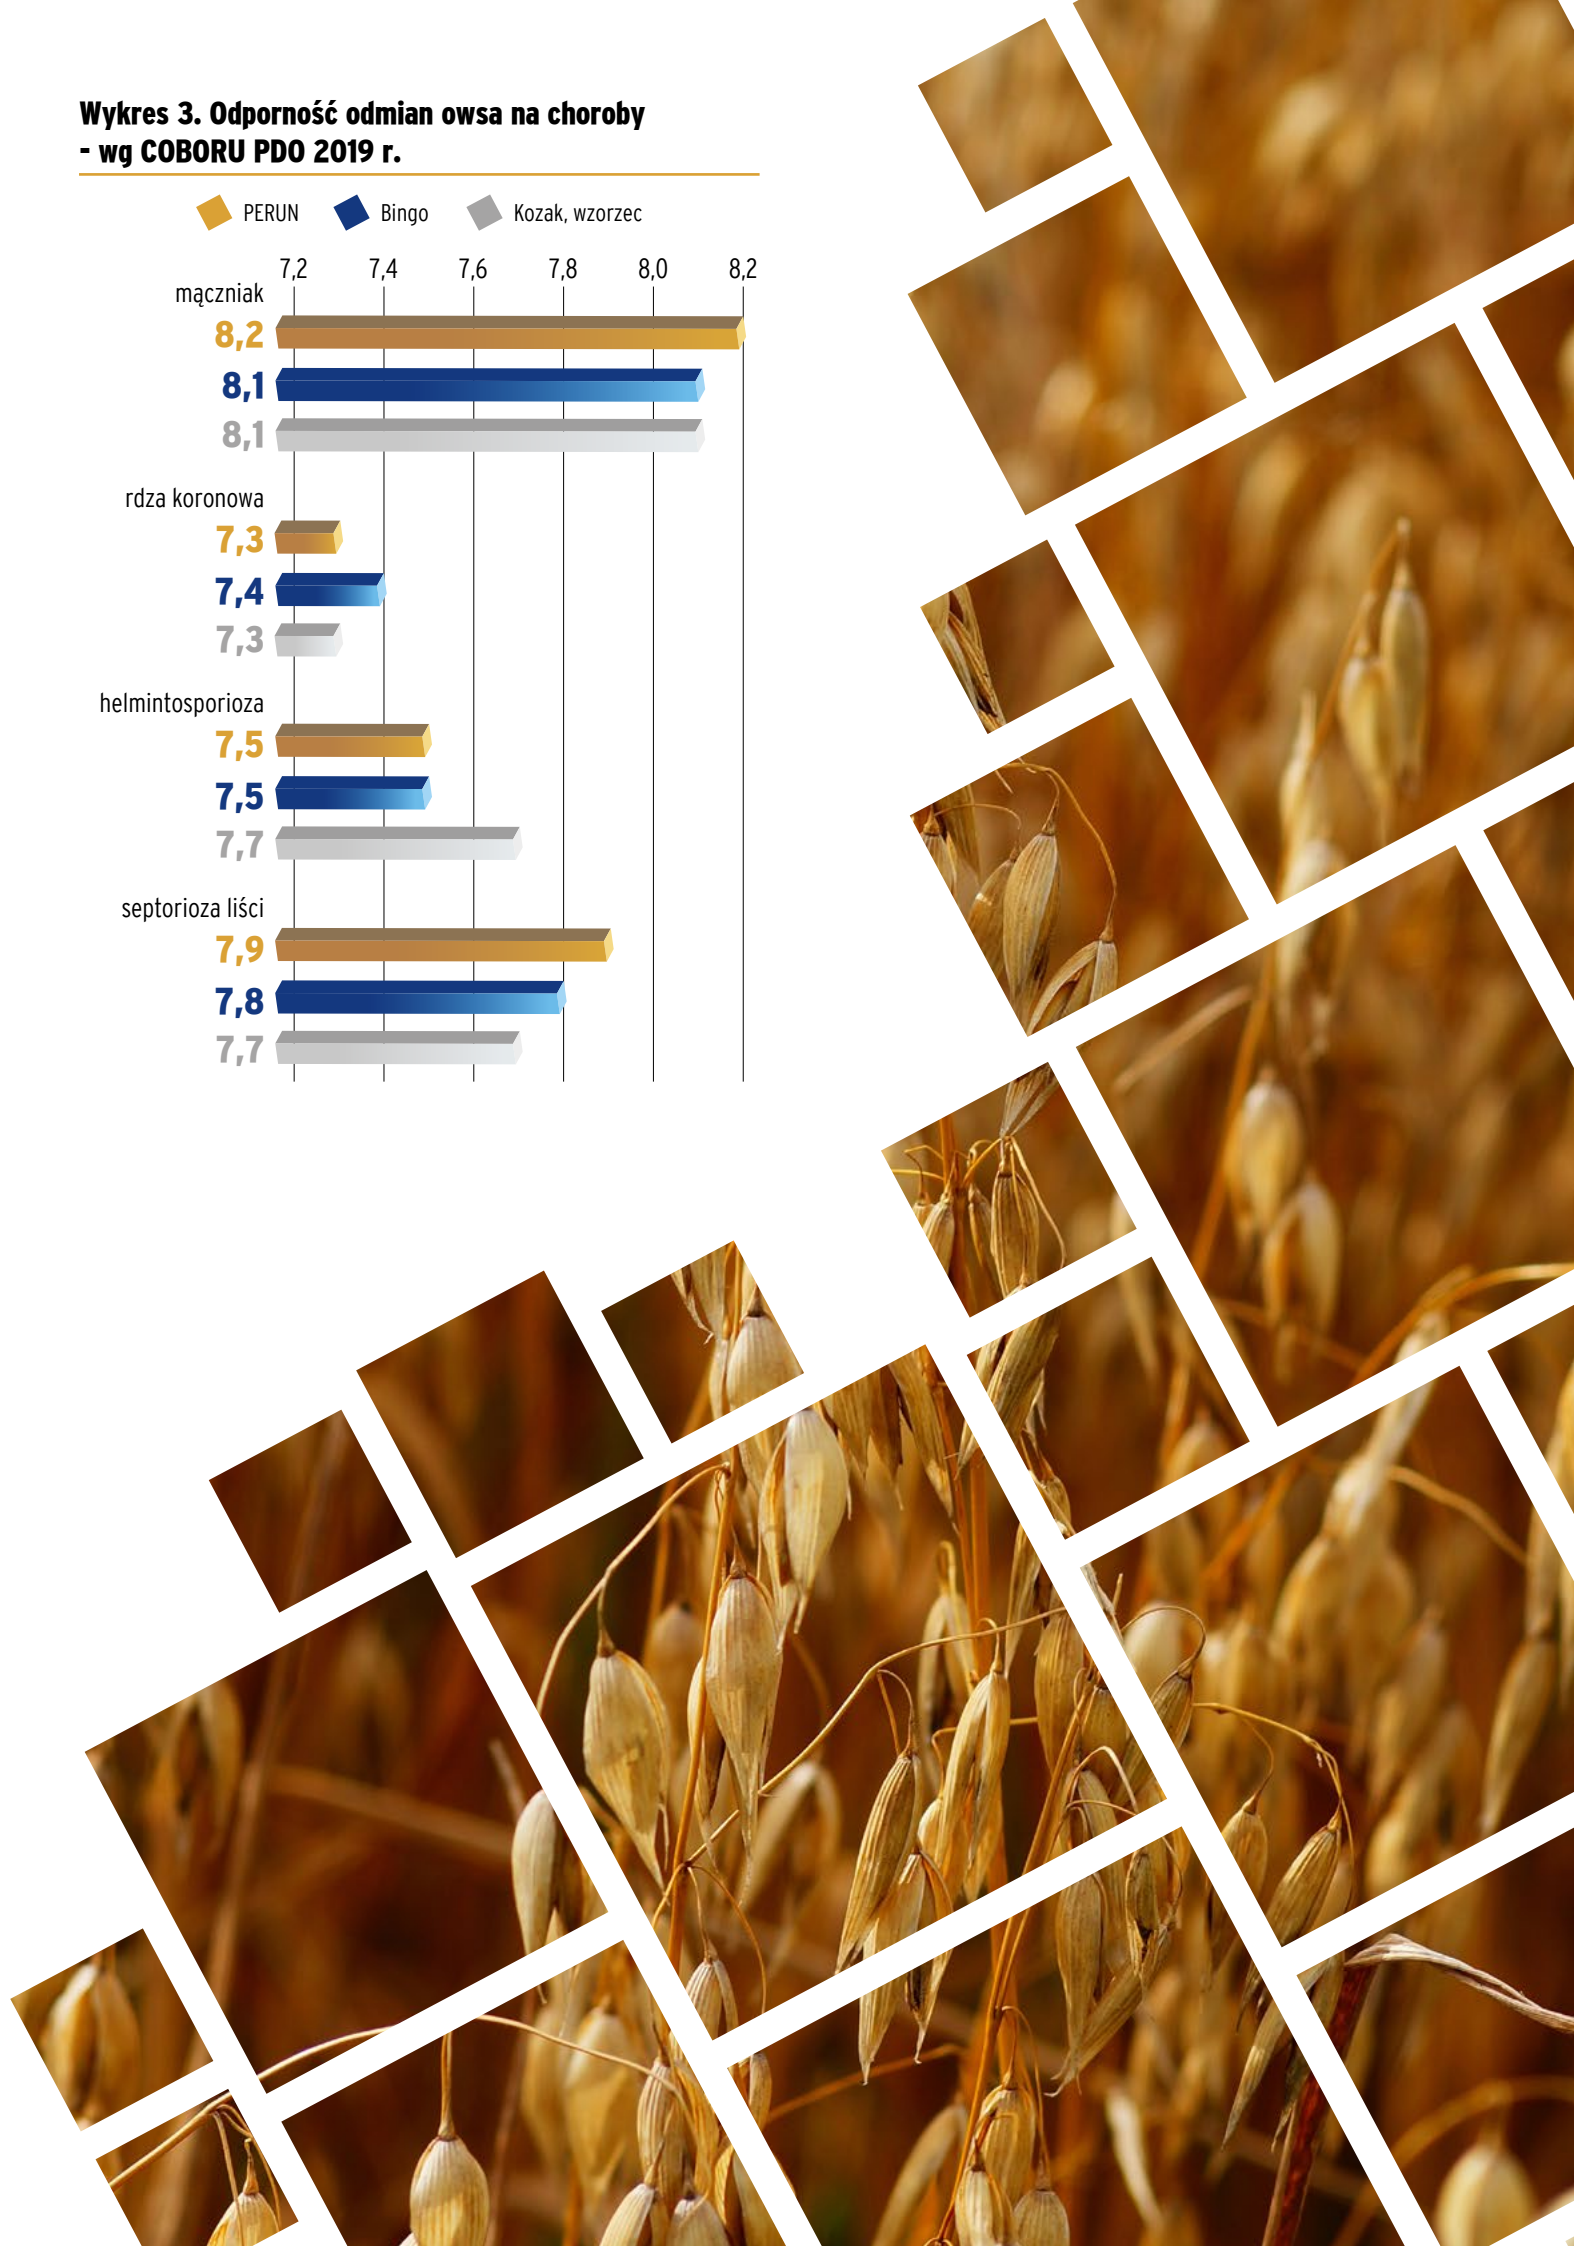 Wykres 3. Odporność odmian owsa na choroby
- wg COBORU PDO 2019 r.
PERUN Bingo Kozak, wzorzec
7,2 7,4 7,6 7,8 8,0 8,2
mączniak
8,2
8,1
8,1
rdza koronowa
7,3
7,4
7,3
helmintosporioza
7,5
7,5
7,7
septorioza liści
7,9
7,8
7,7